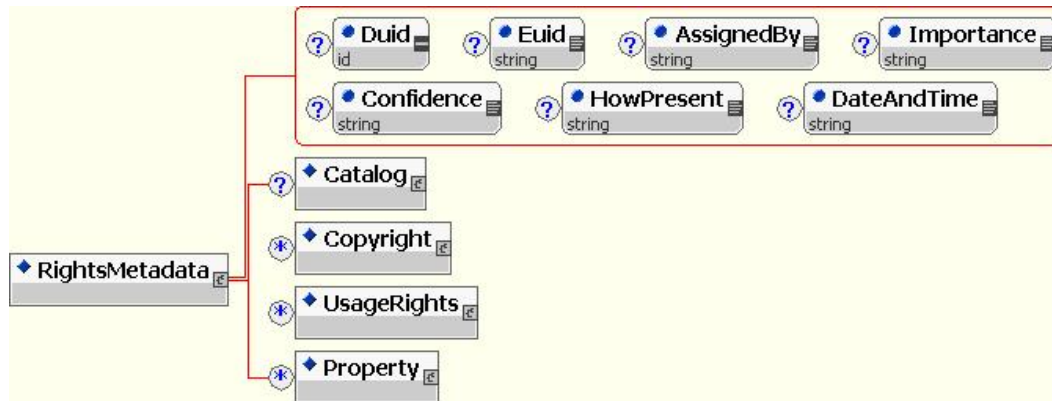 ? Duid ? Euid ? AssignedBy ? Importance
id string string string
? Confidence ? HowPresent ? DateAndTime
string string string
? Catalog
* Copyright
RightsMetadata
* UsageRights
* Property